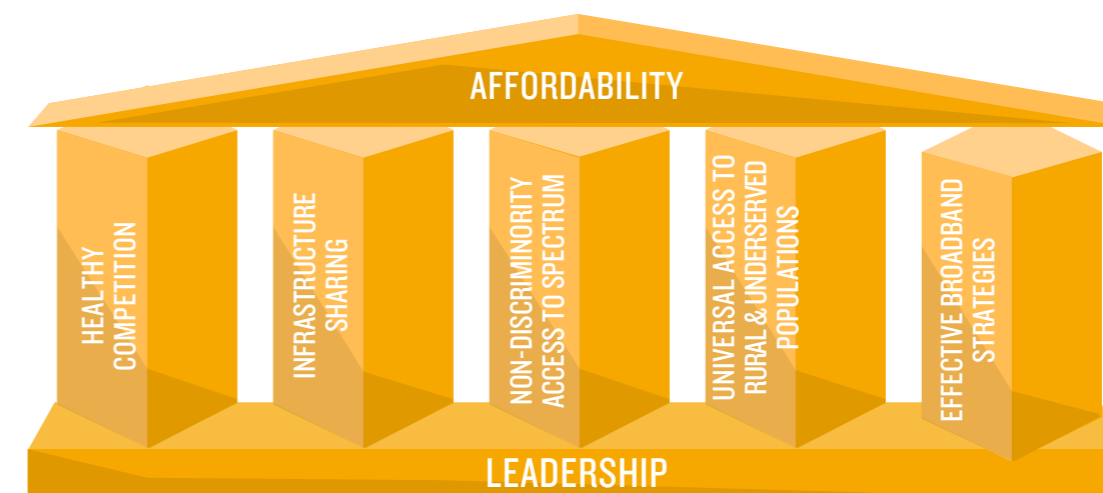 AFFORDABILITY
HEALTHY
COMPETITION
INFRASTRUCTURE
SHARING
NON-DISCRIMINORITY
ACCESS TO SPECTRUM
UNIVERSAL ACCESS TO
RURAL & UNDERSERVED
POPULATIONS
EFFECTIVE BROADBAND
STRATEGIES
LEADERSHIP